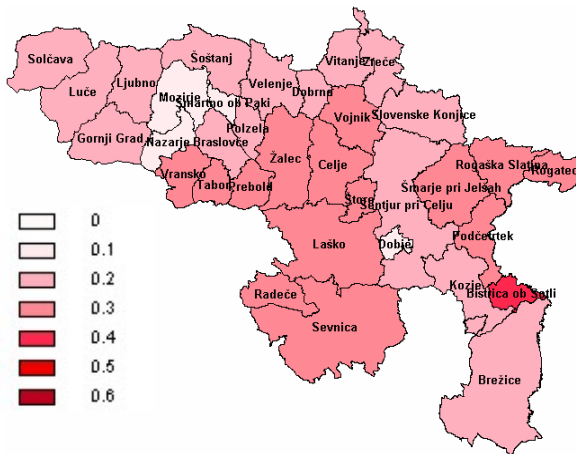 Solčava
Šoštanj
Vitanje
Zreče
Luče
Ljubno
Velenje
Dobrna
Mozirje
Šmartno ob Paki
Vojnik
Slovenske Konjice
Polzela
Gornji Grad
Nazarje
Braslovče
Žalec
Celje
Rogaška Slatina
Rogatec
Vransko
Tabor
Prebold
Šmarje pri Jelšah
Štore
Šentjur pri Celju
0
Podčetrtek
Laško
Dobje
0.1
0.2
Kozje
Bistrica ob Sotli
Radeče
0.3
Sevnica
0.4
0.5
Brežice
0.6